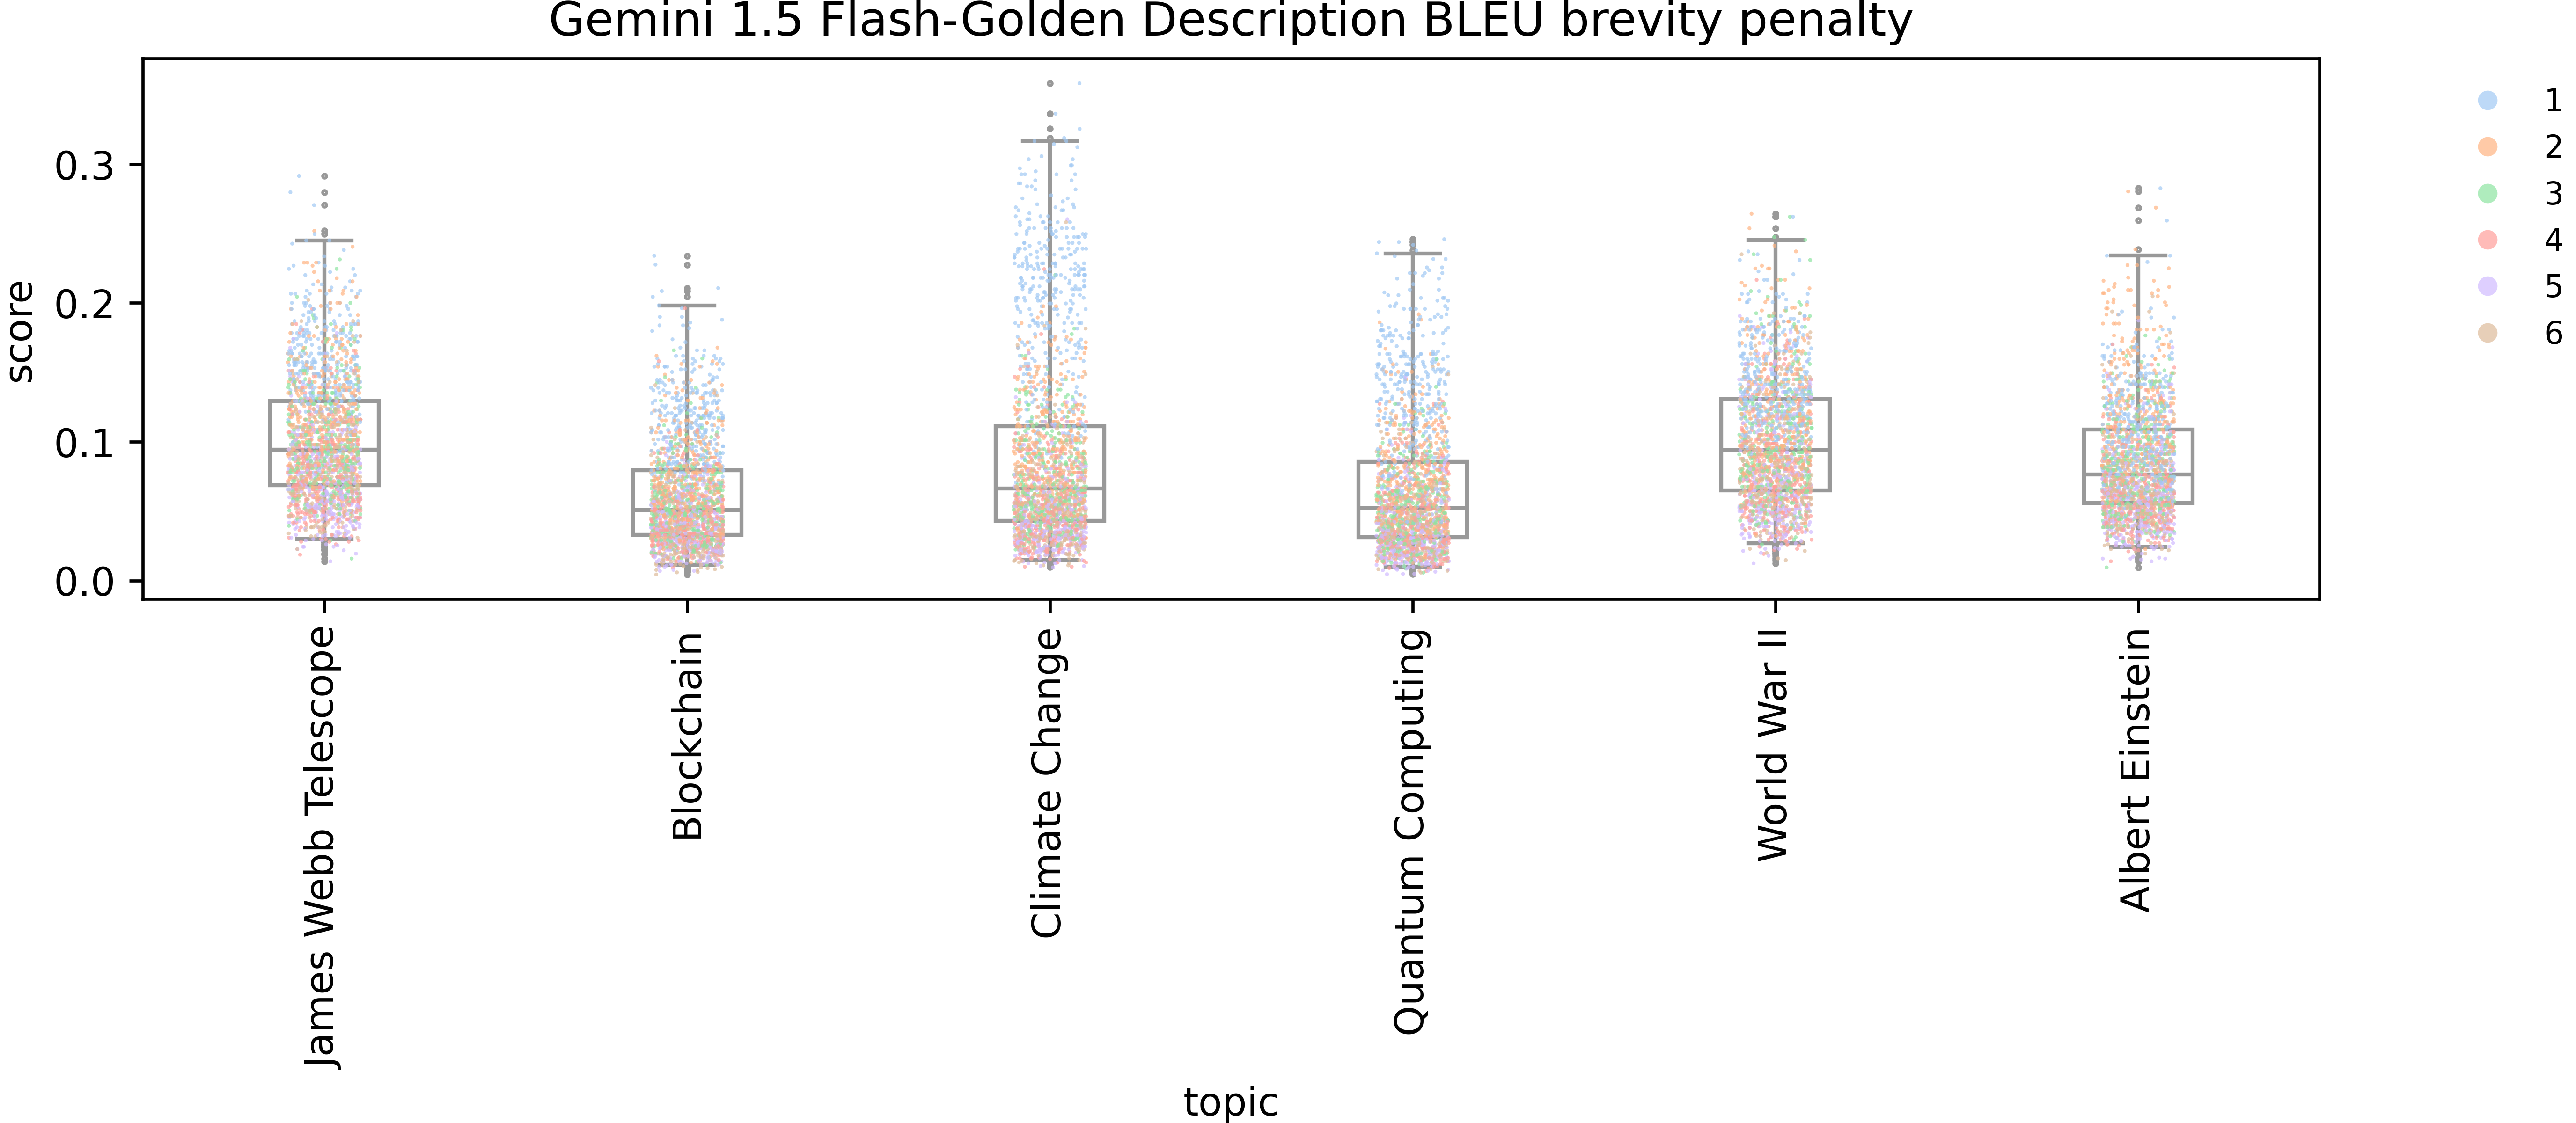 Gemini 1.5 Flash-Golden Description BLEU brevity penalty
score
0.3
0.2
0.1
0.0
James Webb Telescope
Blockchain
Climate Change
Quantum Computing
World War II
Albert Einstein
topic
1
2
3
4
5
6